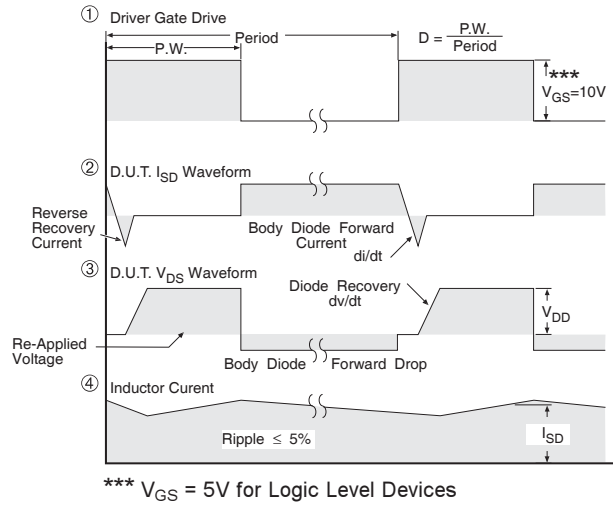 ① Driver Gate Drive
P.W.
Period
D = P.W. / Period
***
V_GS=10V
② D.U.T. I_SD Waveform
Reverse
Recovery
Current
Body Diode Forward
Current
di/dt
③ D.U.T. V_DS Waveform
Diode Recovery
dv/dt
V_DD
Re-Applied
Voltage
Body Diode Forward Drop
④ Inductor Curent
Ripple ≤ 5%
I_SD
*** V_GS = 5V for Logic Level Devices